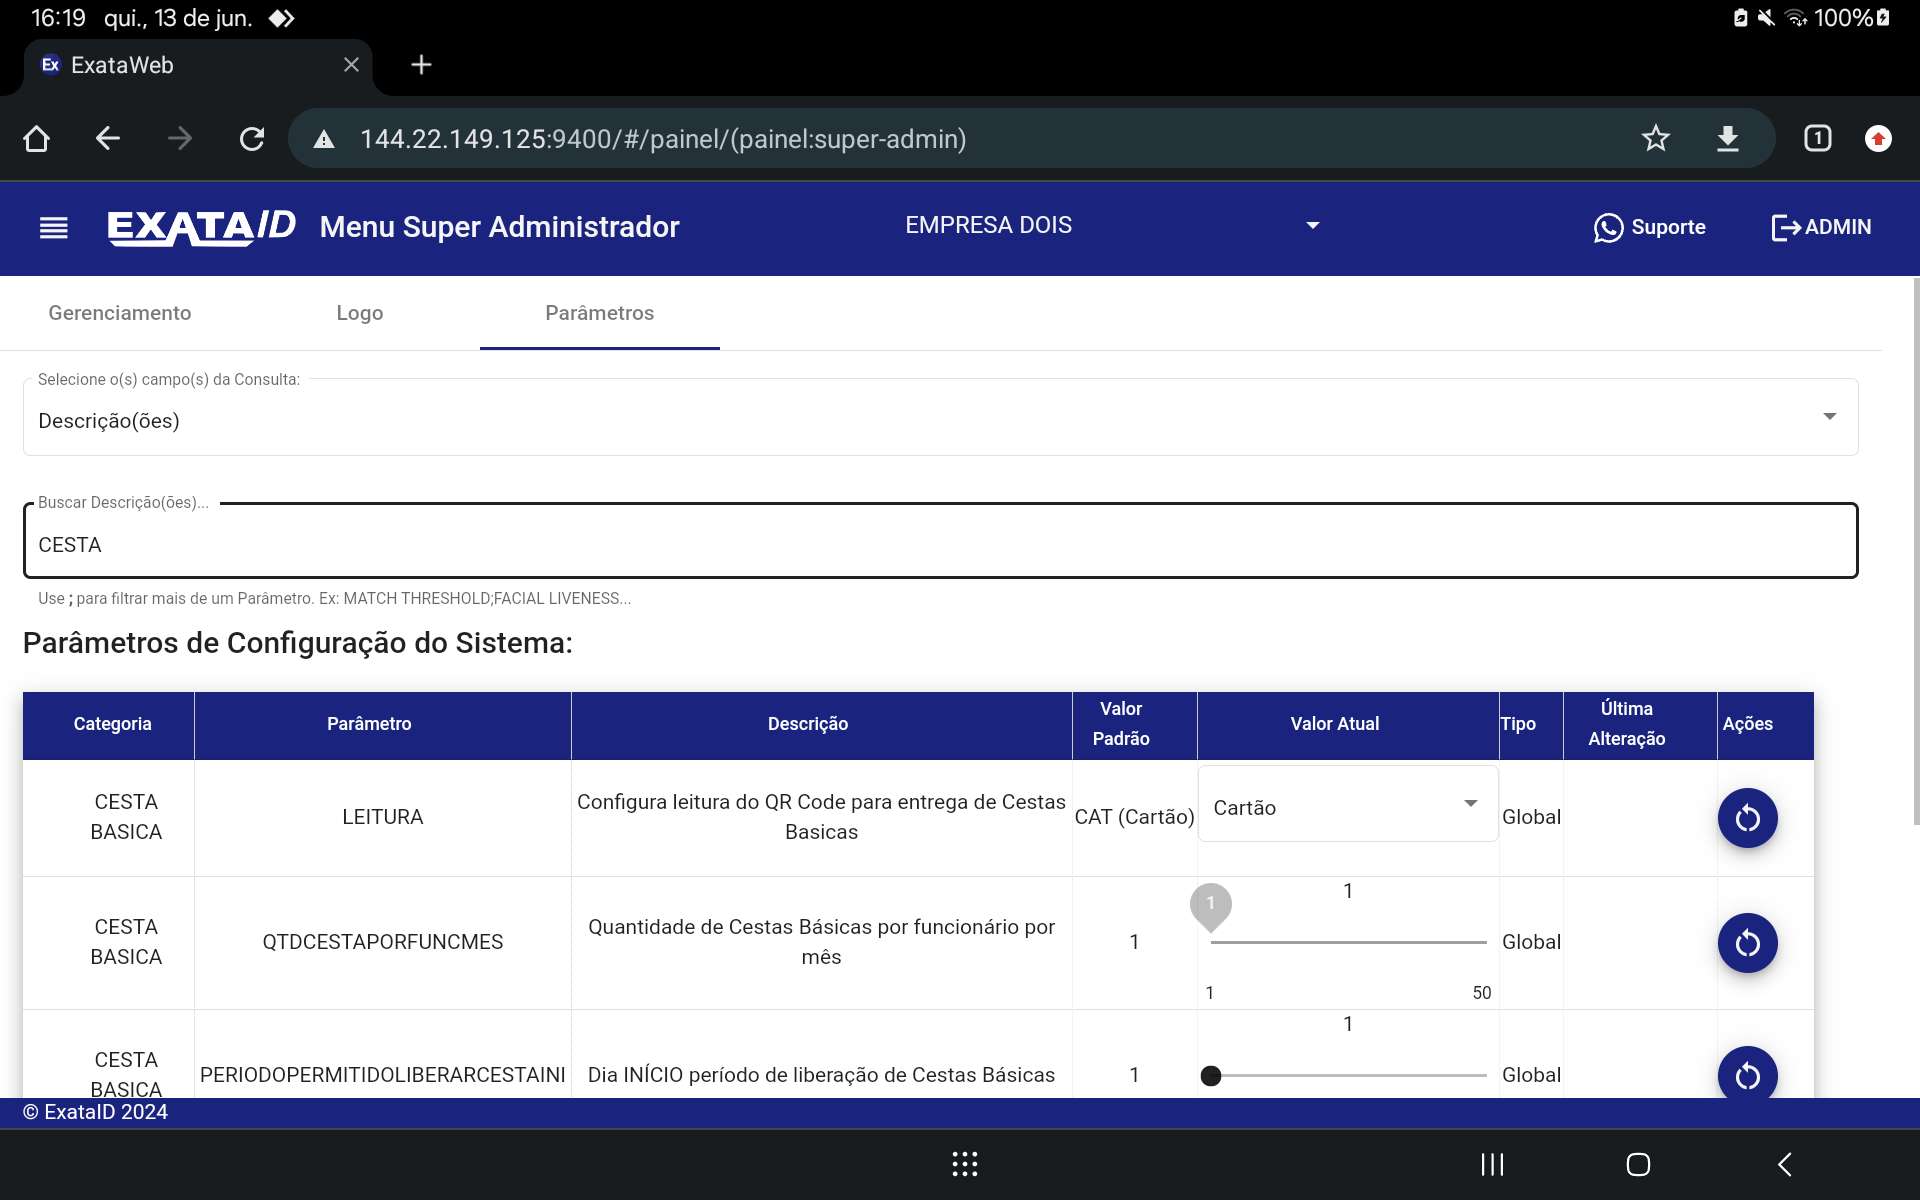 16:19 qui., 13 de jun. 100%
Ex ExataWeb
144.22.149.125:9400/#/painel/(painel:super-admin) 1
EXATAID Menu Super Administrador EMPRESA DOIS Suporte ADMIN
Gerenciamento Logo Parâmetros
Selecione o(s) campo(s) da Consulta:
Descrição(ões)
Buscar Descrição(ões)...
CESTA
Use ; para filtrar mais de um Parâmetro. Ex: MATCH THRESHOLD;FACIAL LIVENESS...
Parâmetros de Configuração do Sistema:
Categoria Parâmetro Descrição Valor Padrão Valor Atual Tipo Última Alteração Ações
CESTA BASICA LEITURA Configura leitura do QR Code para entrega de Cestas Basicas CAT (Cartão) Cartão Global
CESTA BASICA QTDCESTAPORFUNCMES Quantidade de Cestas Básicas por funcionário por mês 1 1 1 1 50 Global
CESTA BASICA PERIODOPERMITIDOLIBERARCESTAINI Dia INÍCIO período de liberação de Cestas Básicas 1 1 Global
© ExataID 2024